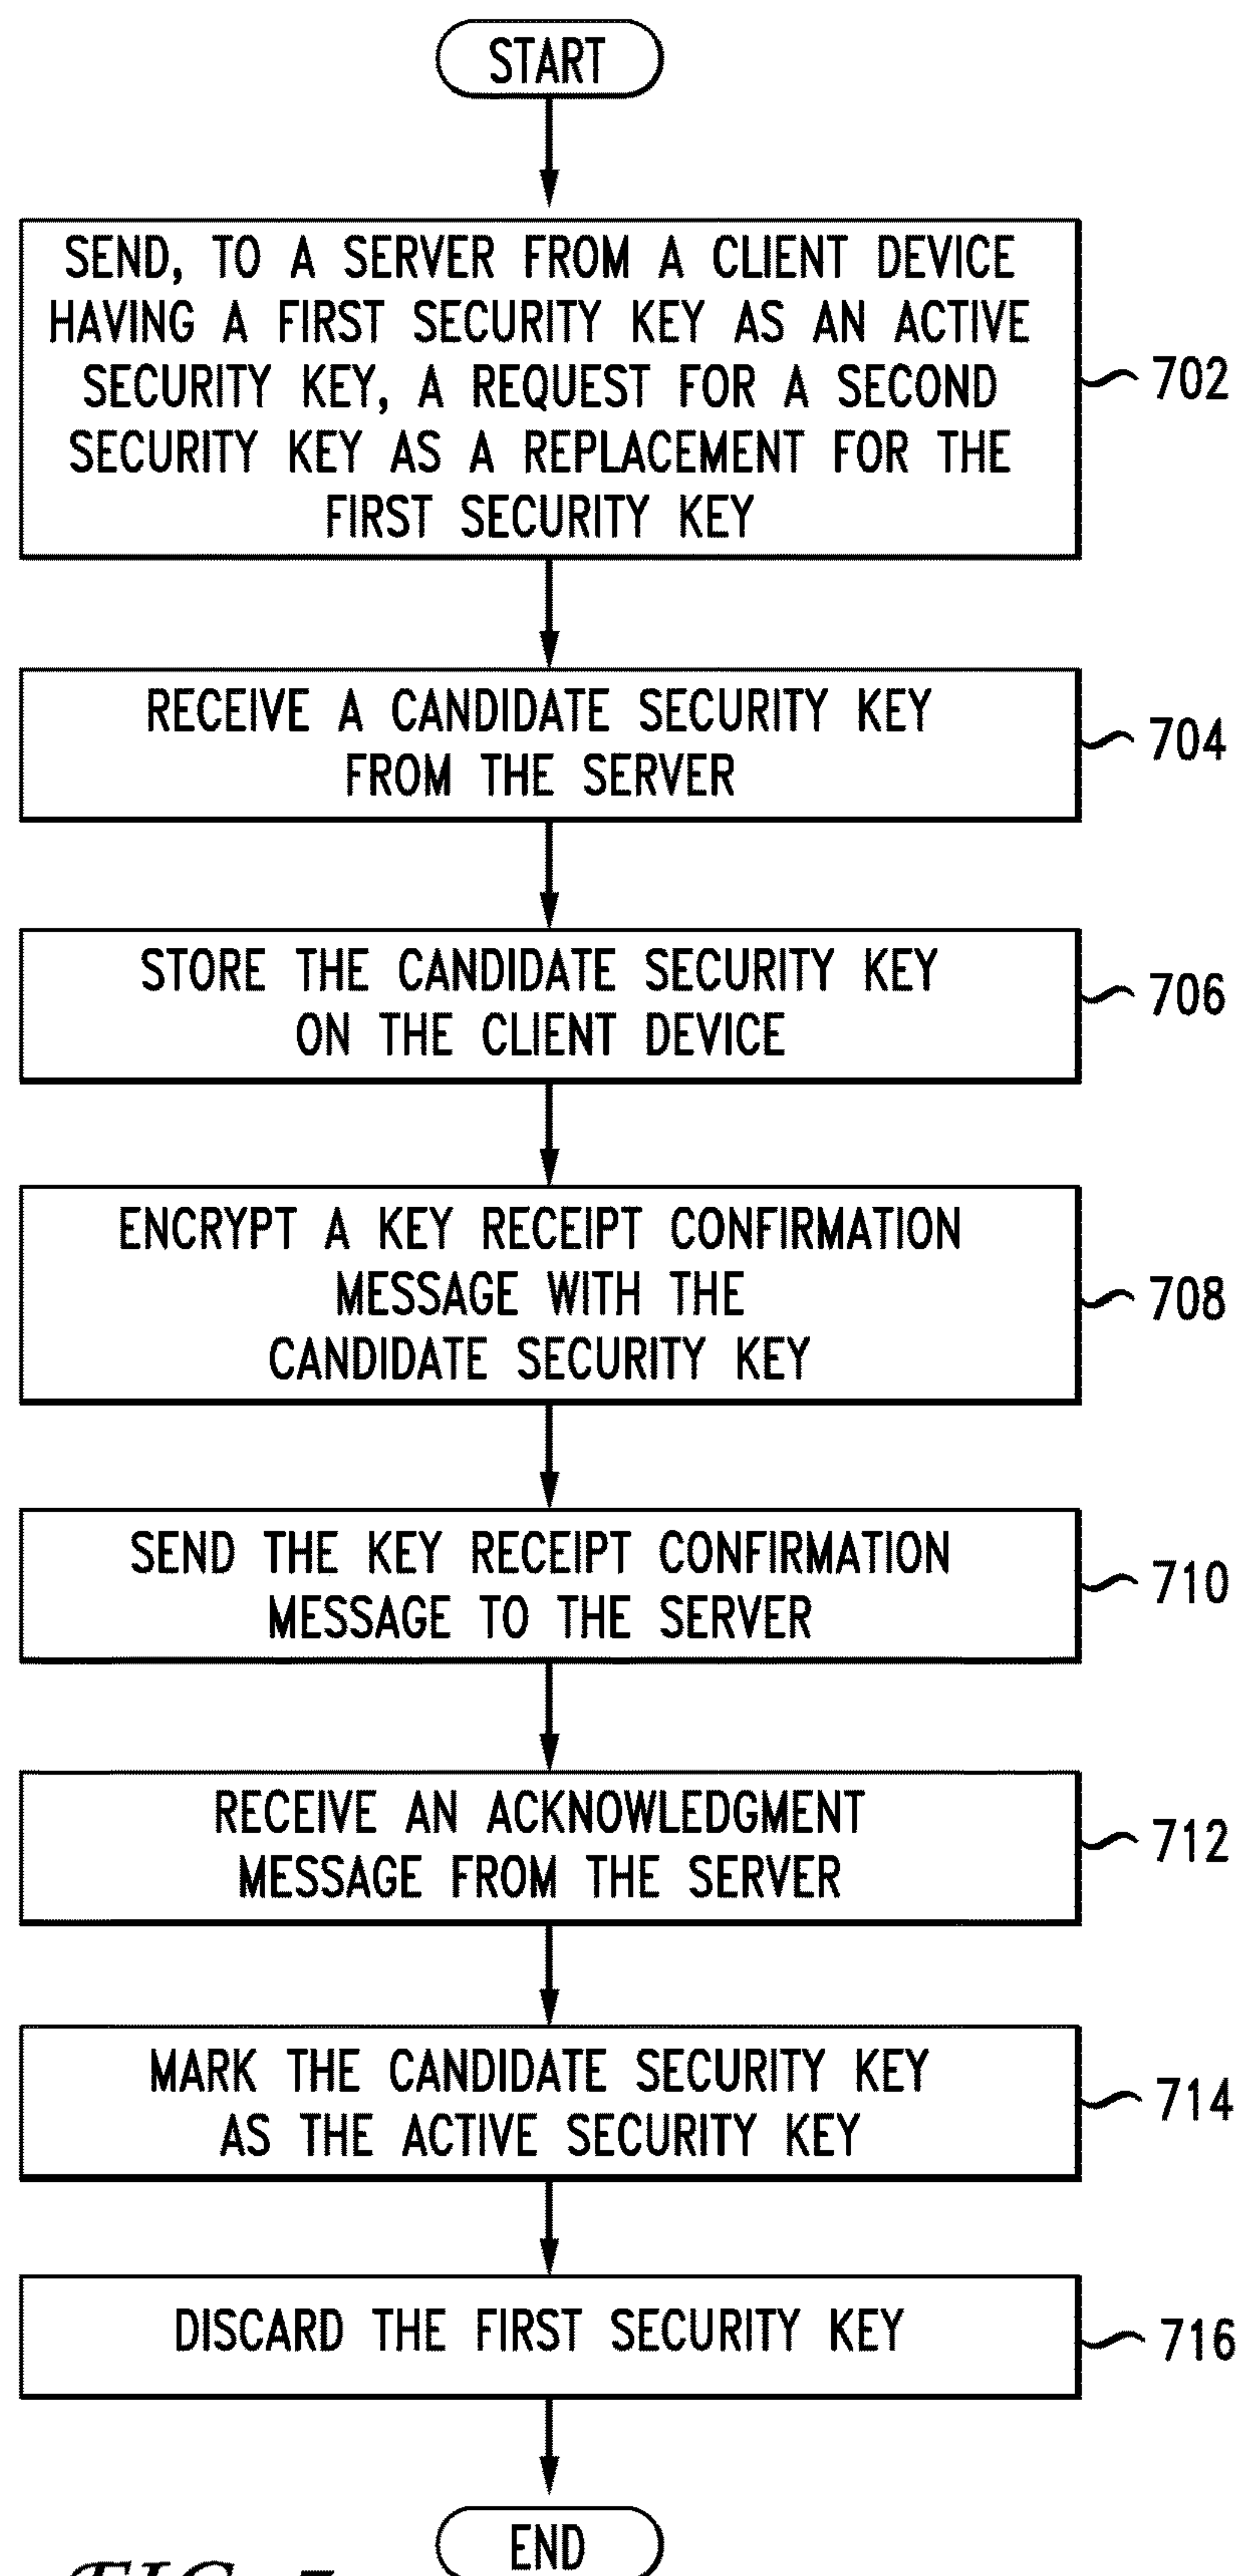 START
SEND, TO A SERVER FROM A CLIENT DEVICE
HAVING A FIRST SECURITY KEY AS AN ACTIVE
SECURITY KEY, A REQUEST FOR A SECOND
SECURITY KEY AS A REPLACEMENT FOR THE
FIRST SECURITY KEY
702
RECEIVE A CANDIDATE SECURITY KEY
FROM THE SERVER
704
STORE THE CANDIDATE SECURITY KEY
ON THE CLIENT DEVICE
706
ENCRYPT A KEY RECEIPT CONFIRMATION
MESSAGE WITH THE
CANDIDATE SECURITY KEY
708
SEND THE KEY RECEIPT CONFIRMATION
MESSAGE TO THE SERVER
710
RECEIVE AN ACKNOWLEDGMENT
MESSAGE FROM THE SERVER
712
MARK THE CANDIDATE SECURITY KEY
AS THE ACTIVE SECURITY KEY
714
DISCARD THE FIRST SECURITY KEY
716
END